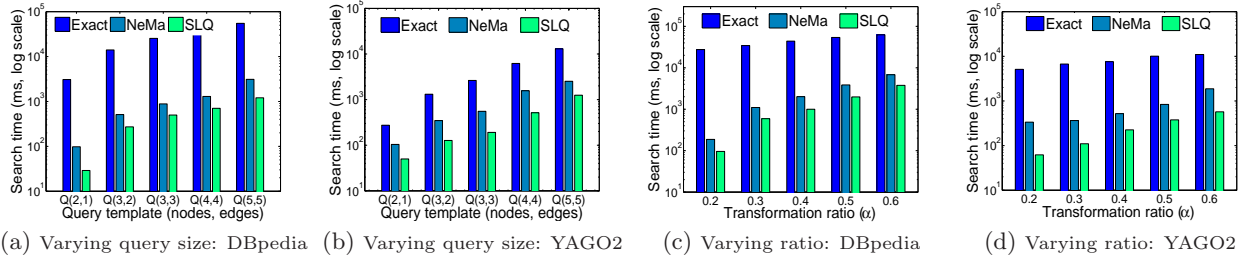 Search time (ms, log scale)
10^5
10^4
10^3
10^2
10^1
Exact NeMa SLQ
Q(2,1) Q(3,2) Q(3,3) Q(4,4) Q(5,5)
Query template (nodes, edges)
(a) Varying query size: DBpedia
Search time (ms, log scale)
10^5
10^4
10^3
10^2
10^1
Exact NeMa SLQ
Q(2,1) Q(3,2) Q(3,3) Q(4,4) Q(5,5)
Query template (nodes, edges)
(b) Varying query size: YAGO2
Search time (ms, log scale)
10^5
10^4
10^3
10^2
10^1
Exact NeMa SLQ
0.2 0.3 0.4 0.5 0.6
Transformation ratio (α)
(c) Varying ratio: DBpedia
Search time (ms, log scale)
10^5
10^4
10^3
10^2
10^1
Exact NeMa SLQ
0.2 0.3 0.4 0.5 0.6
Transformation ratio (α)
(d) Varying ratio: YAGO2